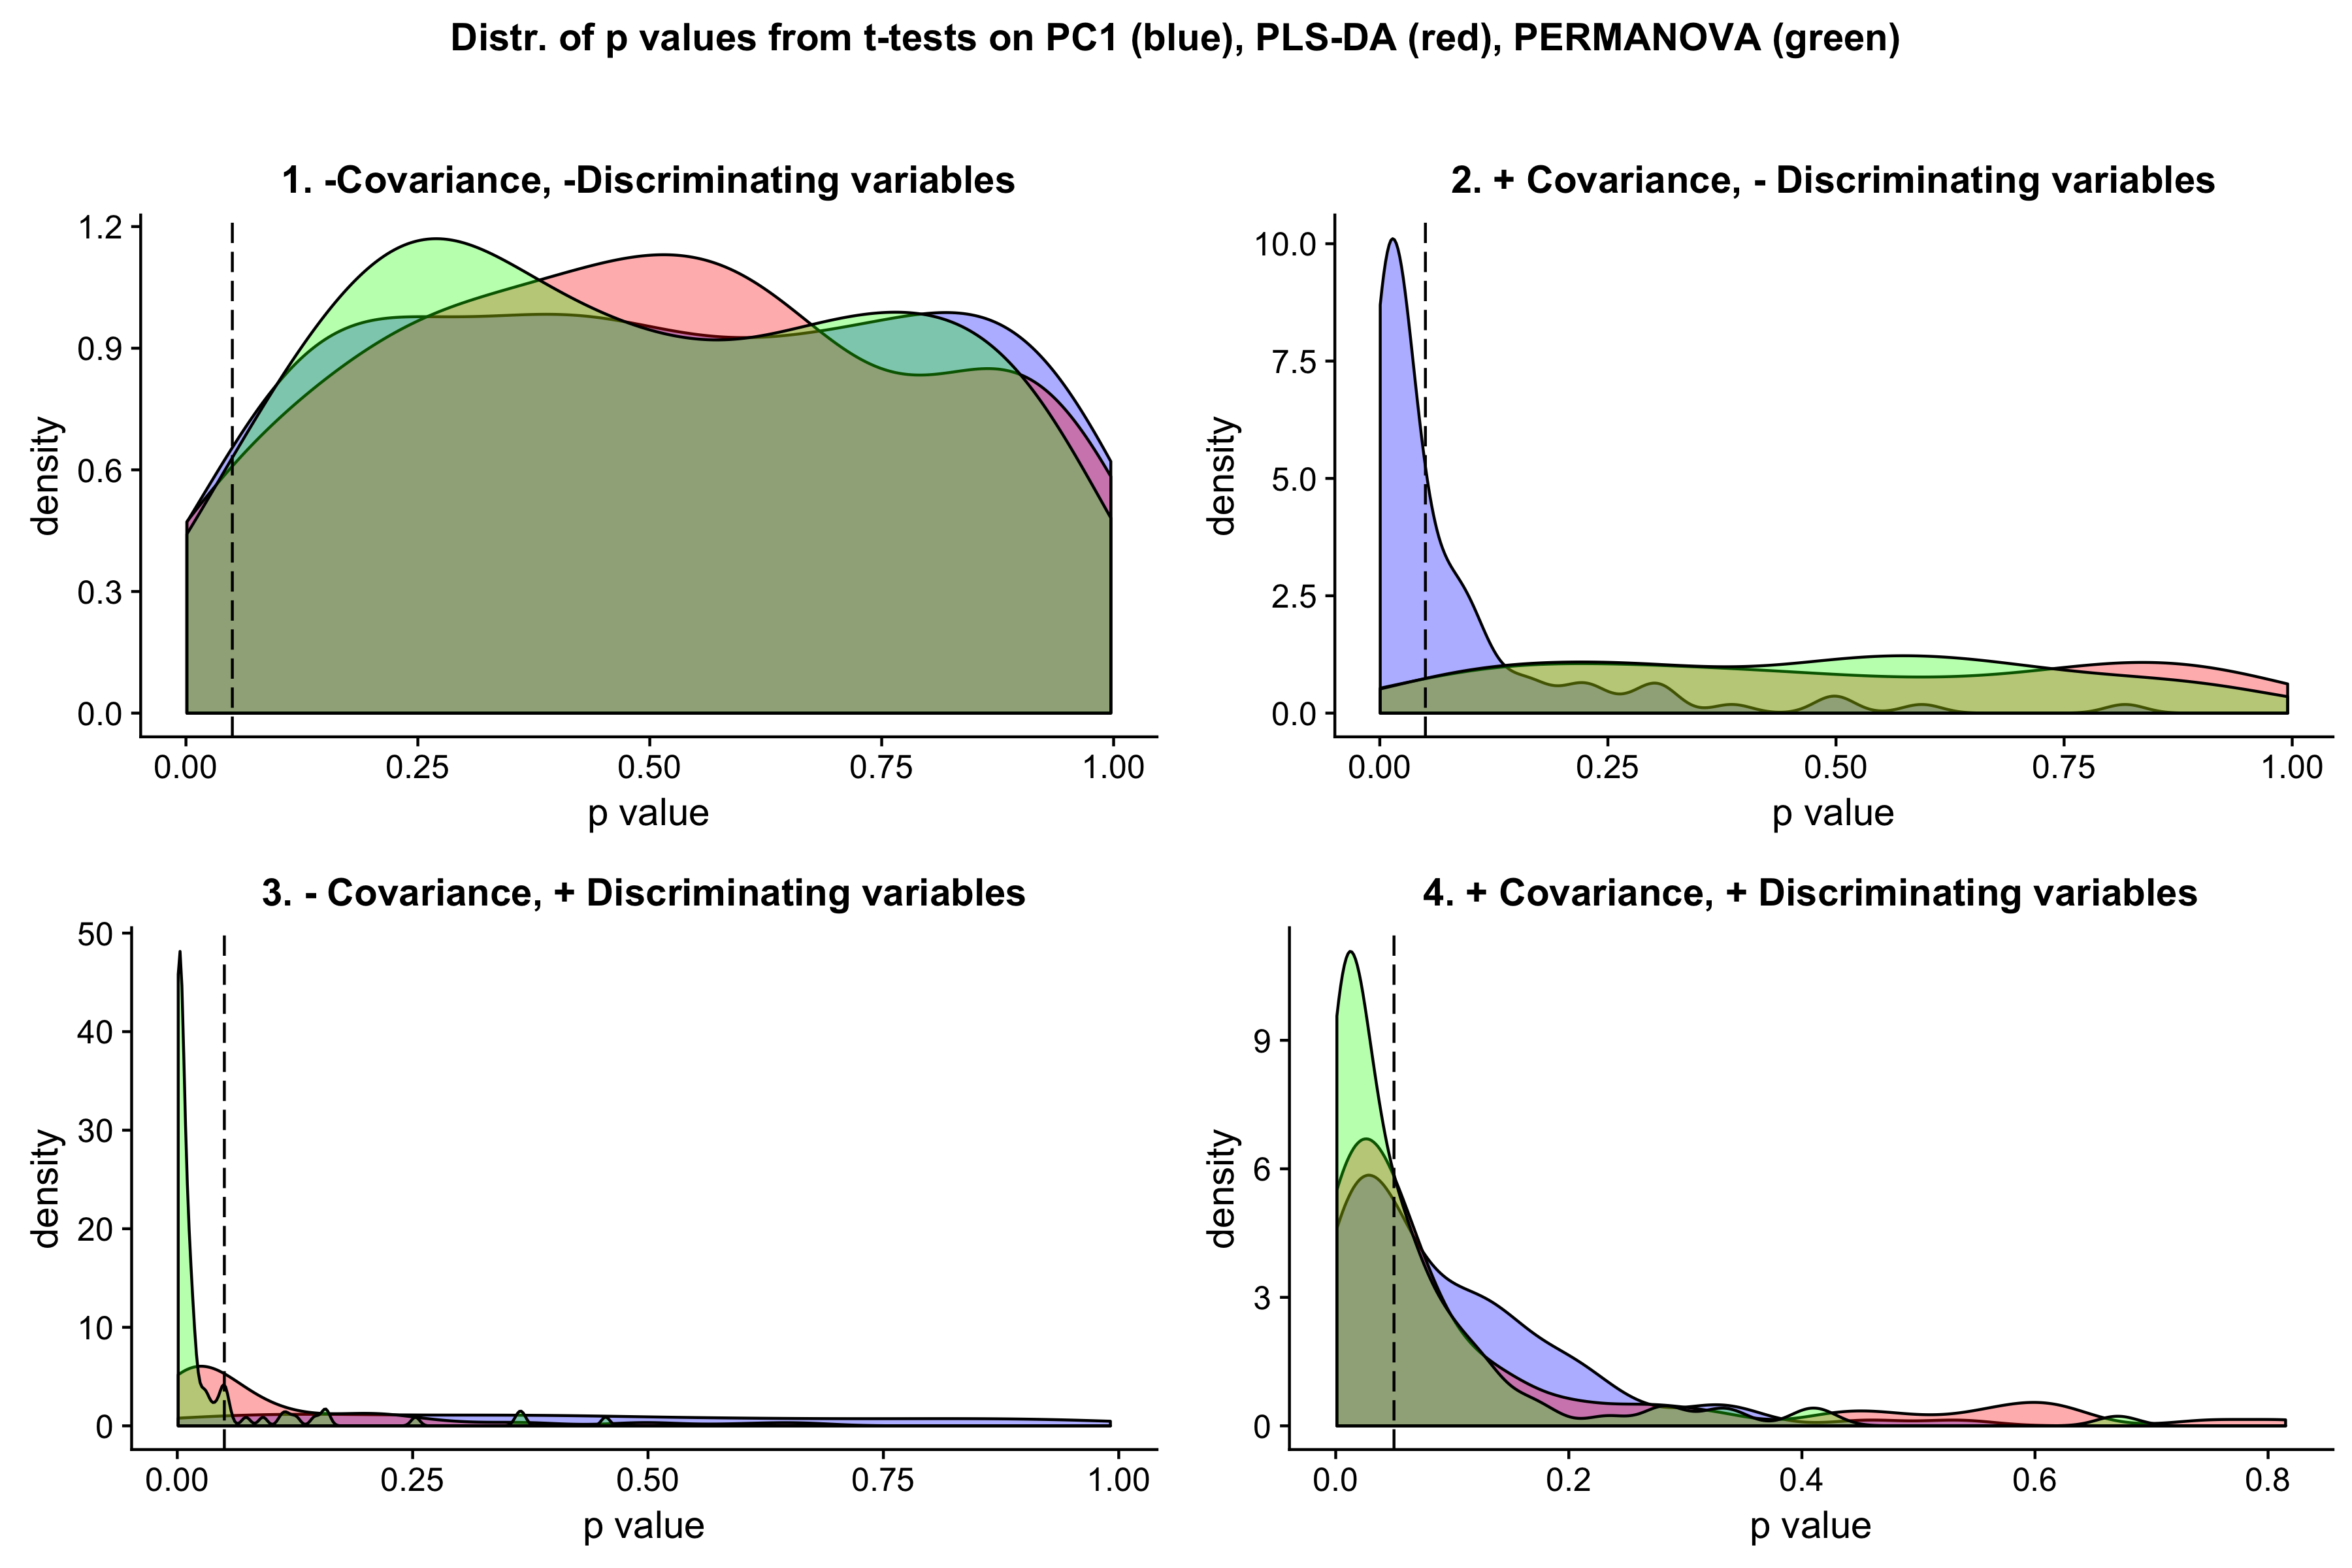 Distr. of p values from t-tests on PC1 (blue), PLS-DA (red), PERMANOVA (green)
1. -Covariance, -Discriminating variables
density
1.2
0.9
0.6
0.3
0.0
0.00 0.25 0.50 0.75 1.00
p value
2. + Covariance, - Discriminating variables
density
10.0
7.5
5.0
2.5
0.0
0.00 0.25 0.50 0.75 1.00
p value
3. - Covariance, + Discriminating variables
density
50
40
30
20
10
0
0.00 0.25 0.50 0.75 1.00
p value
4. + Covariance, + Discriminating variables
density
9
6
3
0
0.0 0.2 0.4 0.6 0.8
p value